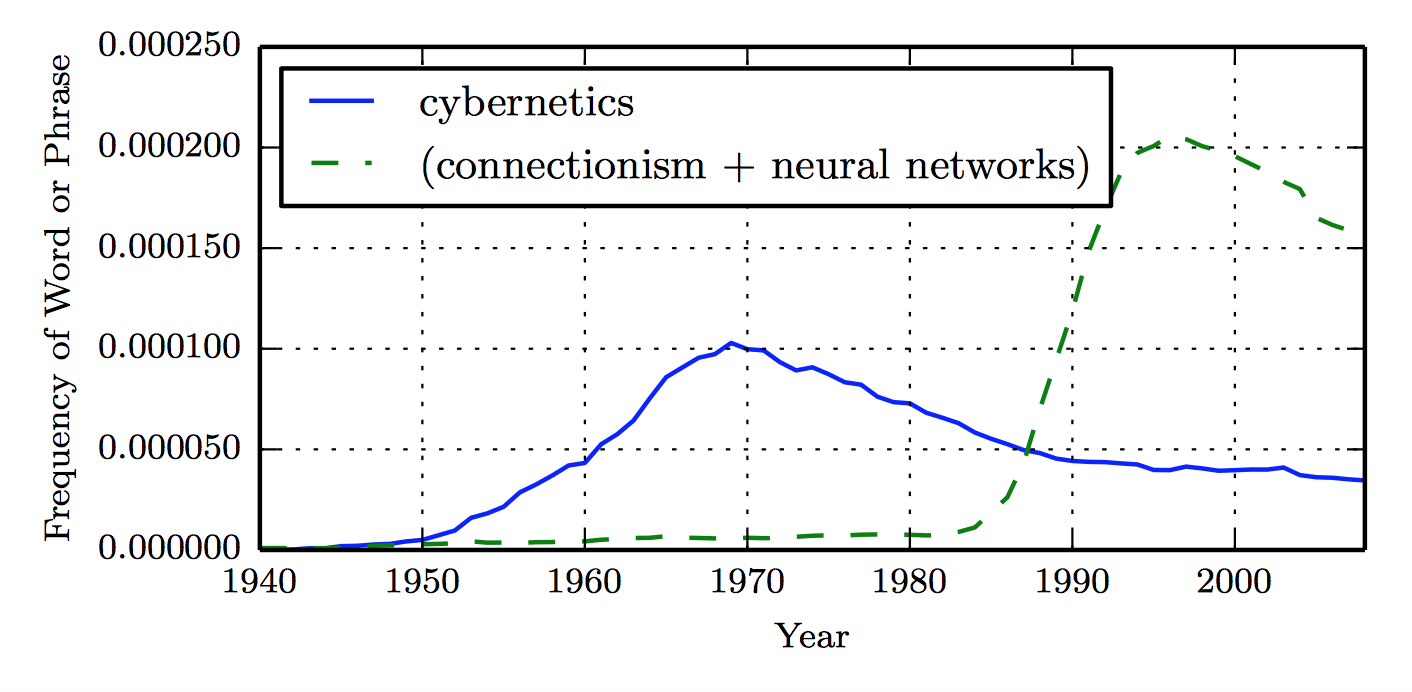 0.000250
0.000200
0.000150
0.000100
0.000050
0.000000
Frequency of Word or Phrase
cybernetics
(connectionism + neural networks)
1940 1950 1960 1970 1980 1990 2000
Year